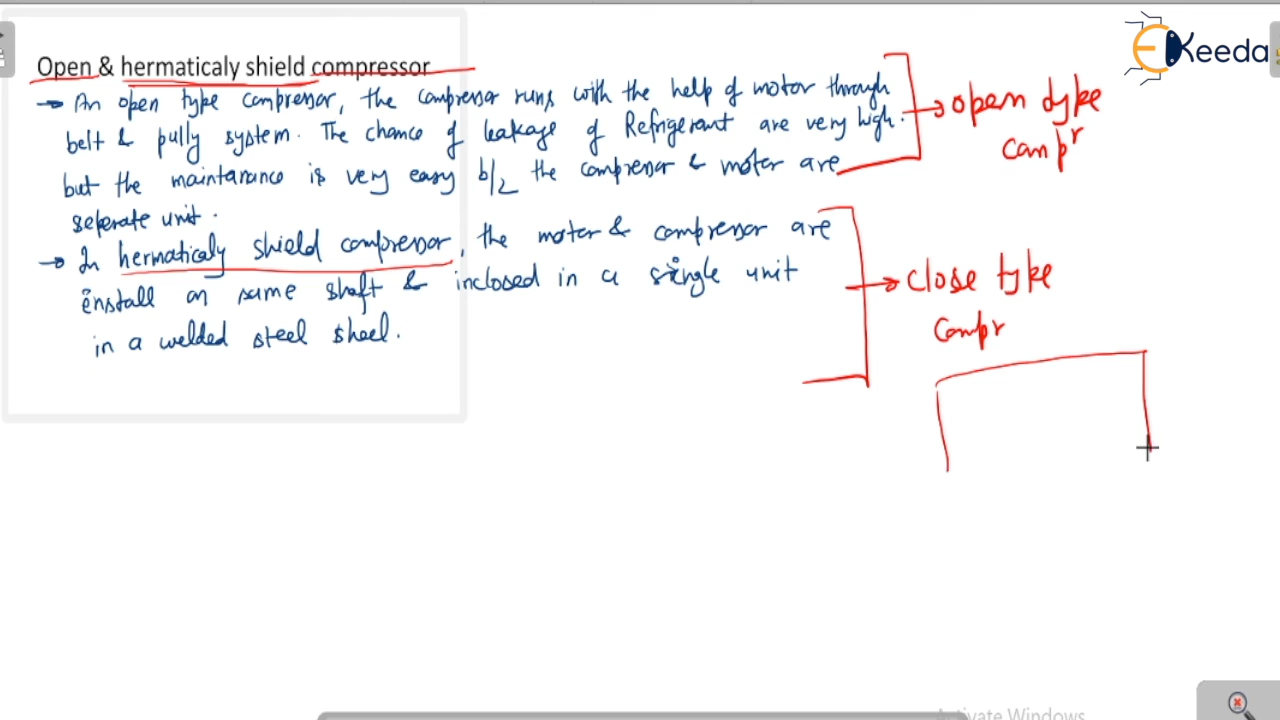 Keeda
Open & hermaticaly shield compressor
→ An open type compressor, the compressor runs with the help of motor through
belt & pully system. The chance of leakage of Refrigerant are very high.
but the maintanance is very easy b/2 the compressor & motor are
seperate unit.
open type
campr
→ In hermaticaly shield compressor, the motor & compressor are
install on same shaft & inclosed in a single unit
in a welded steel sheel.
close type
Compr
Activate Windows